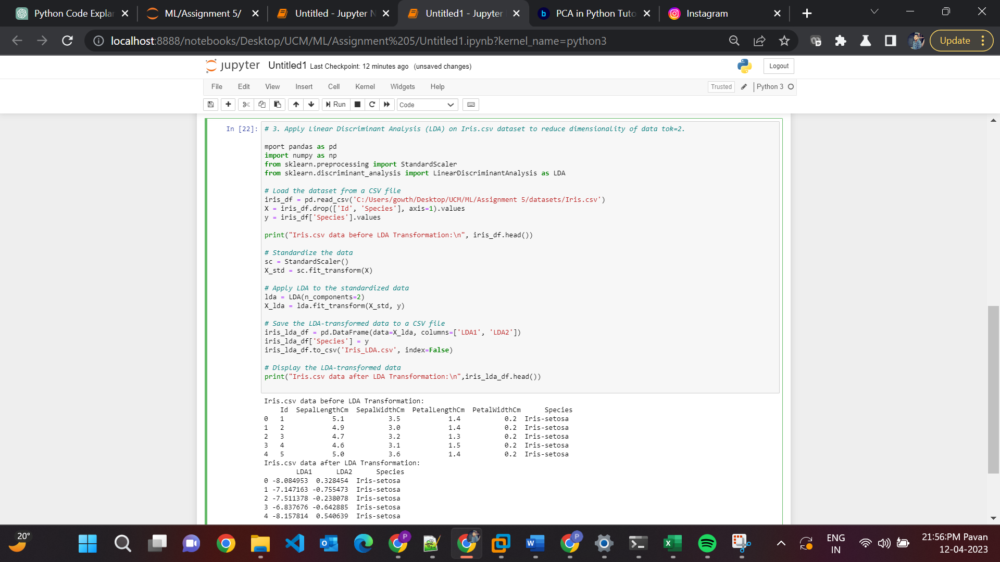 Python Code Explar
ML/Assignment 5/
Untitled - Jupyter N
Untitled1 - Jupyter
PCA in Python Tuto
Instagram
localhost:8888/notebooks/Desktop/UCM/ML/Assignment%205/Untitled1.ipynb?kernel_name=python3
Update
jupyter Untitled1 Last Checkpoint: 12 minutes ago (unsaved changes)
Logout
File Edit View Insert Cell Kernel Widgets Help
Trusted
Python 3
Run
Code
In [22]:
# 3. Apply Linear Discriminant Analysis (LDA) on Iris.csv dataset to reduce dimensionality of data tok=2.
mport pandas as pd
import numpy as np
from sklearn.preprocessing import StandardScaler
from sklearn.discriminant_analysis import LinearDiscriminantAnalysis as LDA
# Load the dataset from a CSV file
iris_df = pd.read_csv('C:/Users/gowth/Desktop/UCM/ML/Assignment 5/datasets/Iris.csv')
X = iris_df.drop(['Id', 'Species'], axis=1).values
y = iris_df['Species'].values
print("Iris.csv data before LDA Transformation:\n", iris_df.head())
# Standardize the data
sc = StandardScaler()
X_std = sc.fit_transform(X)
# Apply LDA to the standardized data
lda = LDA(n_components=2)
X_lda = lda.fit_transform(X_std, y)
# Save the LDA-transformed data to a CSV file
iris_lda_df = pd.DataFrame(data=X_lda, columns=['LDA1', 'LDA2'])
iris_lda_df['Species'] = y
iris_lda_df.to_csv('Iris_LDA.csv', index=False)
# Display the LDA-transformed data
print("Iris.csv data after LDA Transformation:\n",iris_lda_df.head())
Iris.csv data before LDA Transformation:
Id SepalLengthCm SepalWidthCm PetalLengthCm PetalWidthCm Species
0 1 5.1 3.5 1.4 0.2 Iris-setosa
1 2 4.9 3.0 1.4 0.2 Iris-setosa
2 3 4.7 3.2 1.3 0.2 Iris-setosa
3 4 4.6 3.1 1.5 0.2 Iris-setosa
4 5 5.0 3.6 1.4 0.2 Iris-setosa
Iris.csv data after LDA Transformation:
LDA1 LDA2 Species
0 -8.084953 0.328454 Iris-setosa
1 -7.147163 -0.755473 Iris-setosa
2 -7.511378 -0.238078 Iris-setosa
3 -6.837676 -0.642885 Iris-setosa
4 -8.157814 0.540639 Iris-setosa
20°
ENG
IN
21:56:PM Pavan
12-04-2023